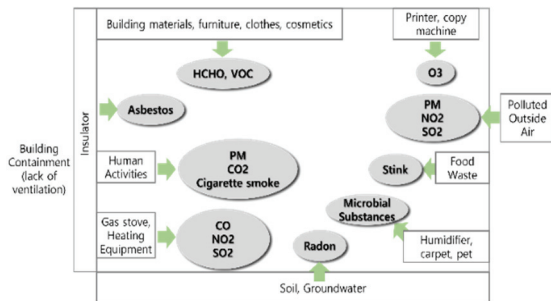 Building materials, furniture, clothes, cosmetics
Printer, copy
machine
HCHO, VOC
O3
Asbestos
PM
NO2
SO2
Polluted
Outside
Air
Insulator
Building
Containment
(lack of
ventilation)
Human
Activities
PM
CO2
Cigarette smoke
Stink
Food
Waste
Microbial
Substances
Gas stove,
Heating
Equipment
CO
NO2
SO2
Radon
Humidifier,
carpet, pet
Soil, Groundwater